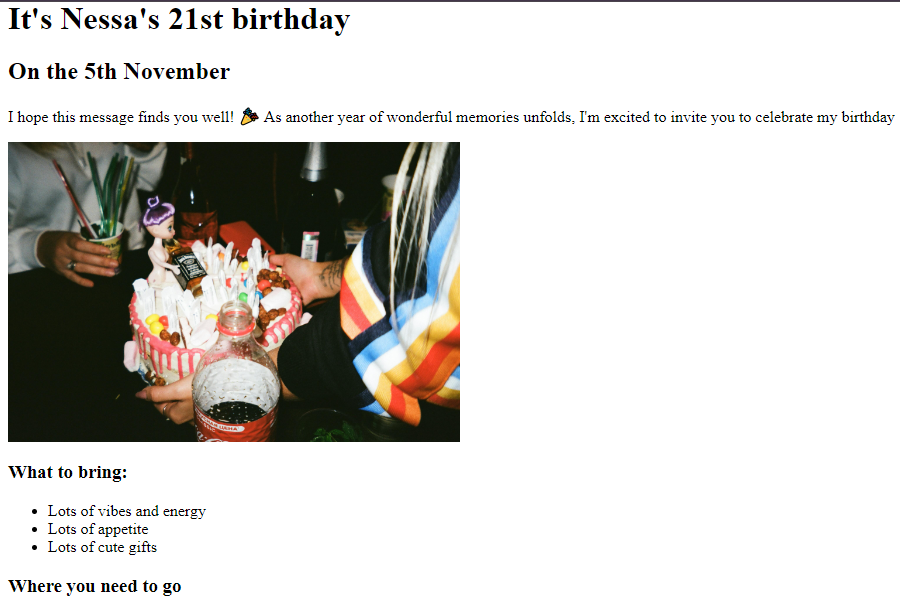 It's Nessa's 21st birthday
On the 5th November
I hope this message finds you well! 🎉 As another year of wonderful memories unfolds, I'm excited to invite you to celebrate my birthday
What to bring:
Lots of vibes and energy
Lots of appetite
Lots of cute gifts
Where you need to go